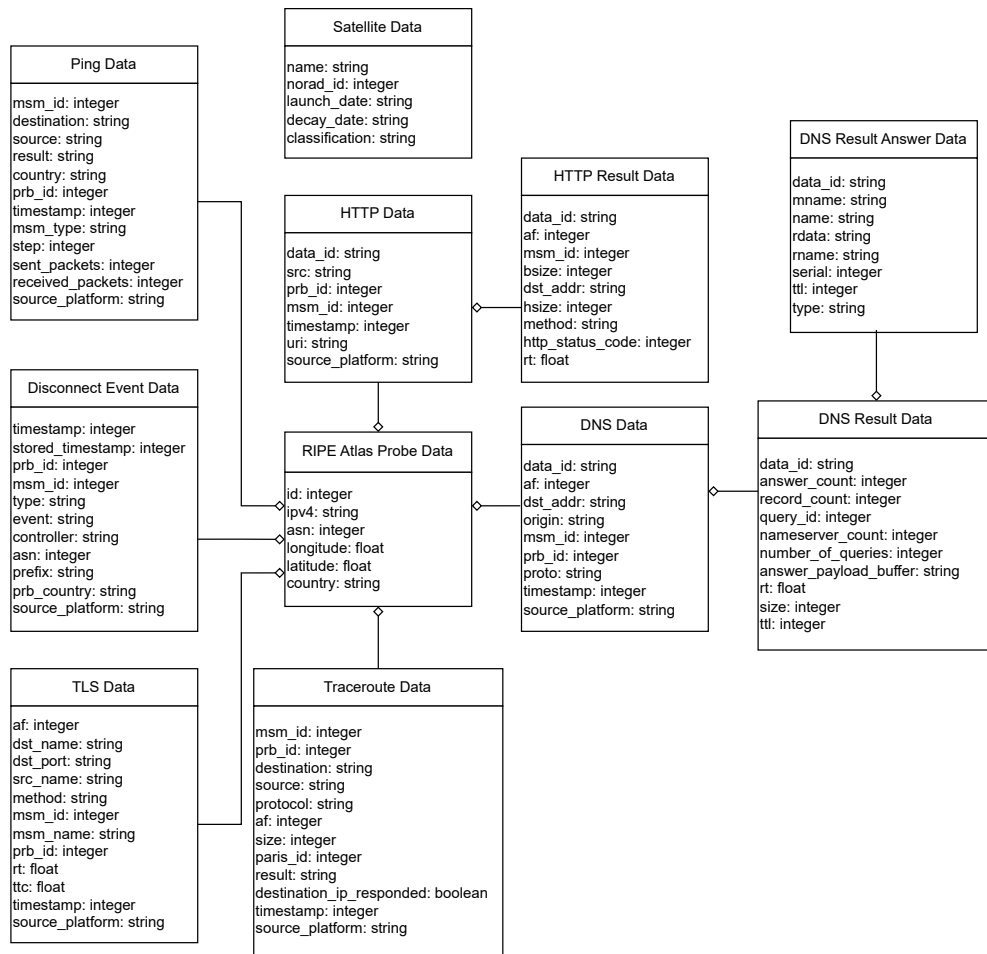 Satellite Data
name: string
norad_id: integer
launch_date: string
decay_date: string
classification: string
Ping Data
msm_id: integer
destination: string
source: string
result: string
country: string
prb_id: integer
timestamp: integer
msm_type: string
step: integer
sent_packets: integer
received_packets: integer
source_platform: string
HTTP Data
data_id: string
src: string
prb_id: integer
msm_id: integer
timestamp: integer
uri: string
source_platform: string
HTTP Result Data
data_id: string
af: integer
msm_id: integer
bsize: integer
dst_addr: string
hsize: integer
method: string
http_status_code: integer
rt: float
DNS Result Answer Data
data_id: string
mname: string
name: string
rdata: string
rname: string
serial: integer
ttl: integer
type: string
Disconnect Event Data
timestamp: integer
stored_timestamp: integer
prb_id: integer
msm_id: integer
type: string
event: string
controller: string
asn: integer
prefix: string
prb_country: string
source_platform: string
RIPE Atlas Probe Data
id: integer
ipv4: string
asn: integer
longitude: float
latitude: float
country: string
DNS Data
data_id: string
af: integer
dst_addr: string
origin: string
msm_id: integer
prb_id: integer
proto: string
timestamp: integer
source_platform: string
DNS Result Data
data_id: string
answer_count: integer
record_count: integer
query_id: integer
nameserver_count: integer
number_of_queries: integer
answer_payload_buffer: string
rt: float
size: integer
ttl: integer
TLS Data
af: integer
dst_name: string
dst_port: string
src_name: string
method: string
msm_id: integer
msm_name: string
prb_id: integer
rt: float
ttc: float
timestamp: integer
source_platform: string
Traceroute Data
msm_id: integer
prb_id: integer
destination: string
source: string
protocol: string
af: integer
size: integer
paris_id: integer
result: string
destination_ip_responded: boolean
timestamp: integer
source_platform: string